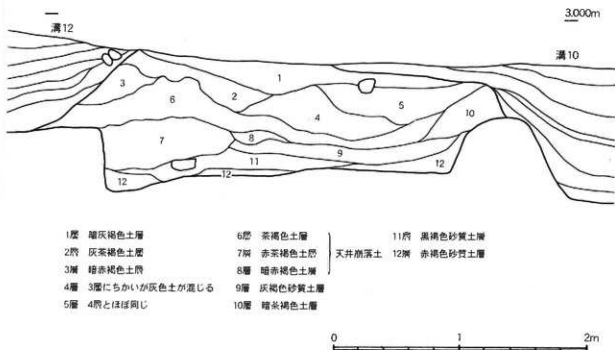 溝12
3.000m
溝10
1
2
3
4
5
6
7
8
9
10
11
12
12
12
1層 暗灰褐色土層
2層 灰茶褐色土層
3層 暗赤褐色土層
4層 3層にちかいが灰色土が混じる
5層 4層とほぼ同じ
6層 茶褐色土層
7層 赤茶褐色土層
8層 暗赤褐色土層
天井崩落土
9層 灰褐色砂質土層
10層 暗茶褐色土層
11層 黒褐色砂質土層
12層 赤褐色砂質土層
0 1 2m